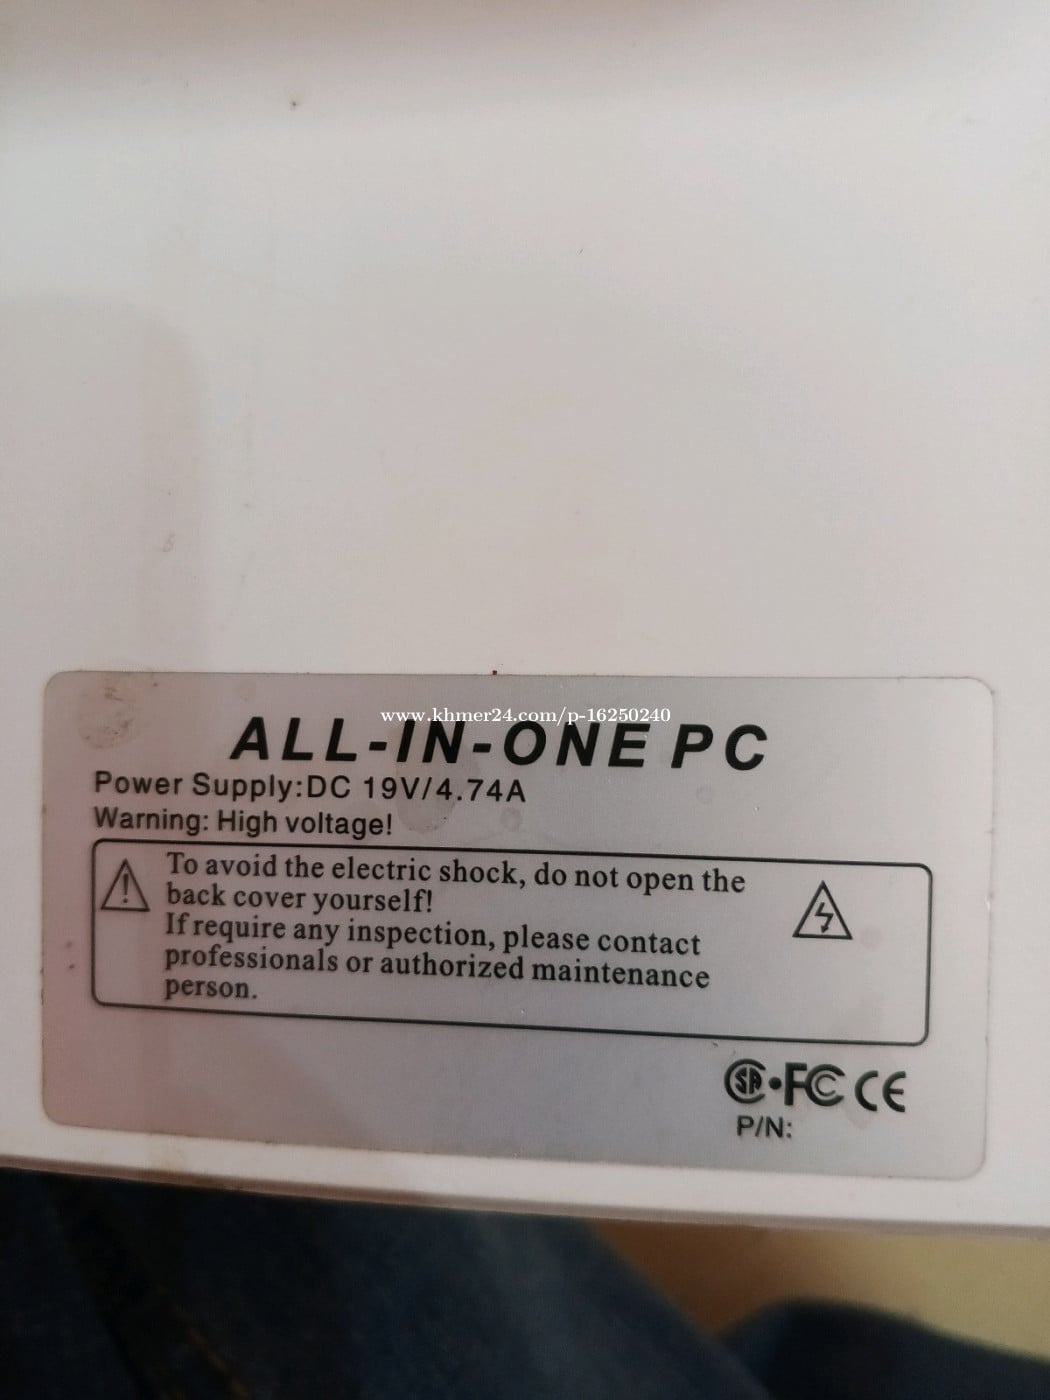 www.khmer24.com/p-16250240
ALL-IN-ONE PC
Power Supply:DC 19V/4.74A
Warning: High voltage!
To avoid the electric shock, do not open the
back cover yourself!
If require any inspection, please contact
professionals or authorized maintenance
person.
SA•FC CE
P/N: